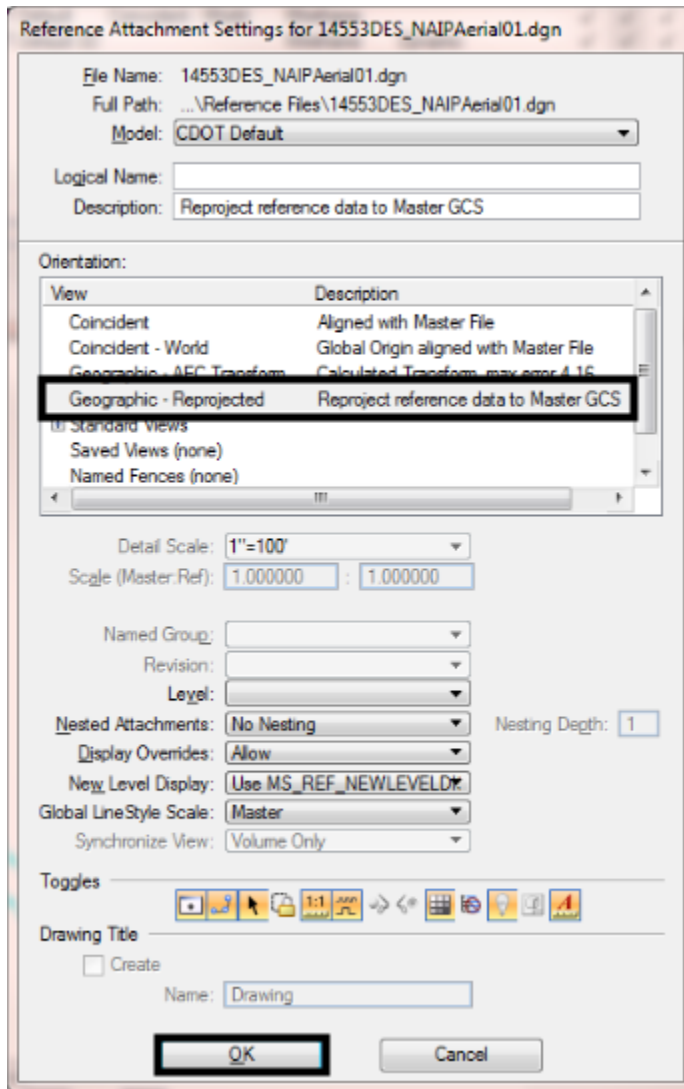 Reference Attachment Settings for 14553DES_NAIPAerial01.dgn
File Name: 14553DES_NAIPAerial01.dgn
Full Path: ...\Reference Files\14553DES_NAIPAerial01.dgn
Model: CDOT Default
Logical Name:
Description: Reproject reference data to Master GCS
Orientation:
View Description
Coincident Aligned with Master File
Coincident - World Global Origin aligned with Master File
Geographic - AEC Transform Calculated Transform, max error 4.16
Geographic - Reprojected Reproject reference data to Master GCS
Standard Views
Saved Views (none)
Named Fences (none)
Detail Scale: 1"=100'
Scale (Master:Ref): 1.000000 : 1.000000
Named Group:
Revision:
Level:
Nested Attachments: No Nesting Nesting Depth: 1
Display Overrides: Allow
New Level Display: Use MS_REF_NEWLEVELDI
Global LineStyle Scale: Master
Synchronize View: Volume Only
Toggles
1:1 A
Drawing Title
Create
Name: Drawing
OK Cancel